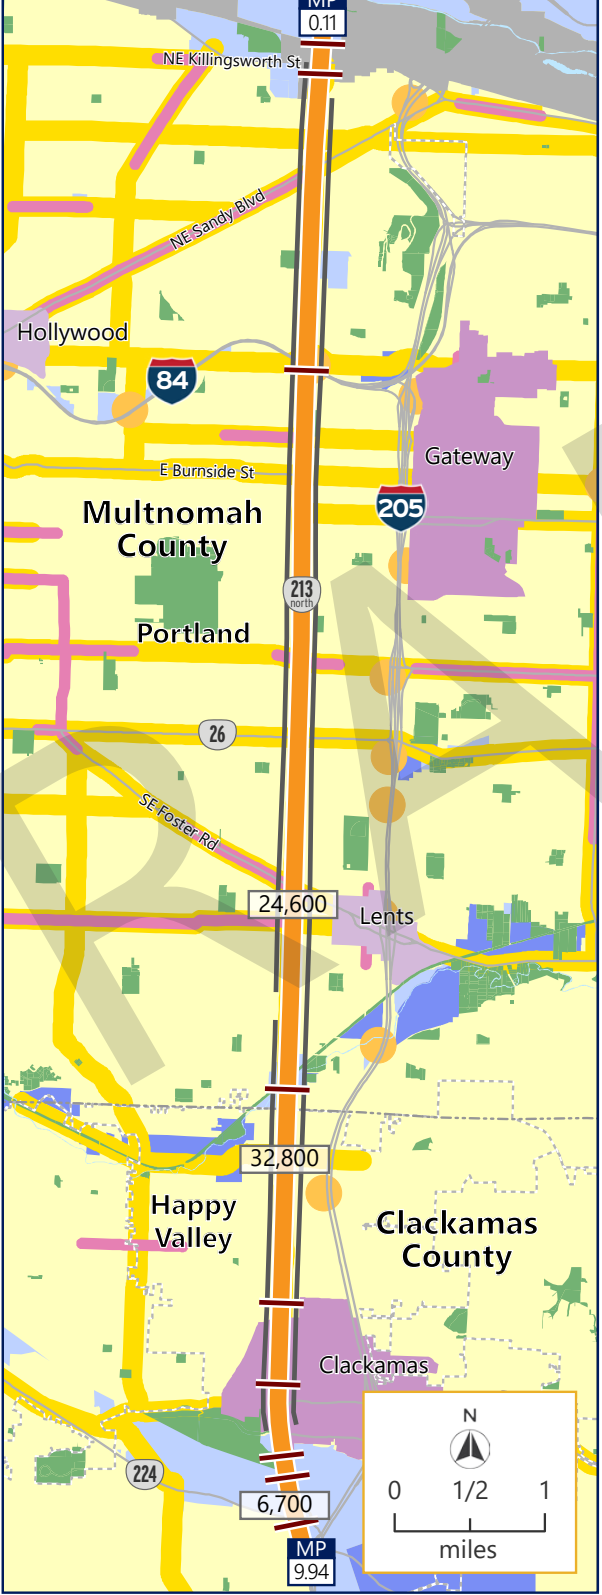 MP
0.11
NE Killingsworth St
NE Sandy Blvd
Hollywood
84
Gateway
E Burnside St
205
Multnomah
County
213
north
Portland
26
SE Foster Rd
24,600
Lents
32,800
Happy
Valley
Clackamas
County
Clackamas
N
0 1/2 1
miles
224
6,700
MP
9.94
R
A